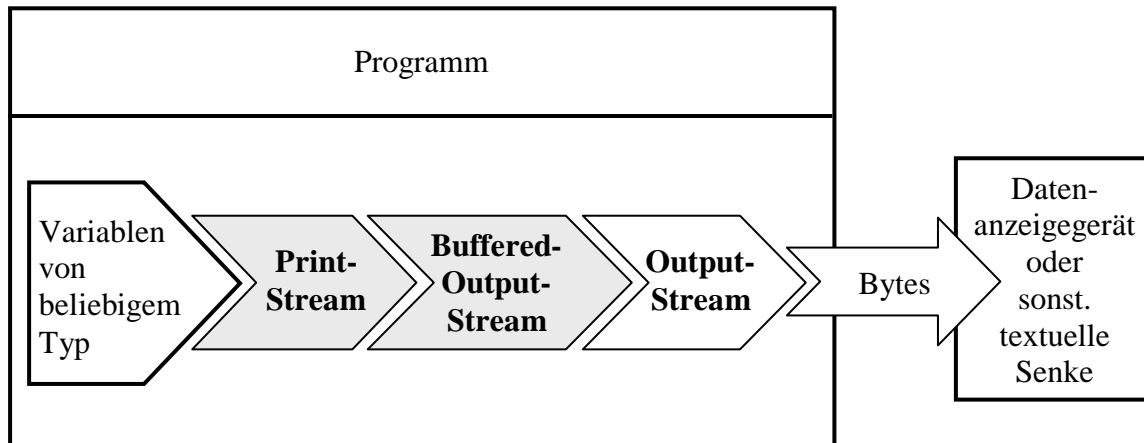 Programm
Variablen
von
beliebigem
Typ
Print-
Stream
Buffered-
Output-
Stream
Output-
Stream
Bytes
Daten-
anzeigegerät
oder
sonst.
textuelle
Senke